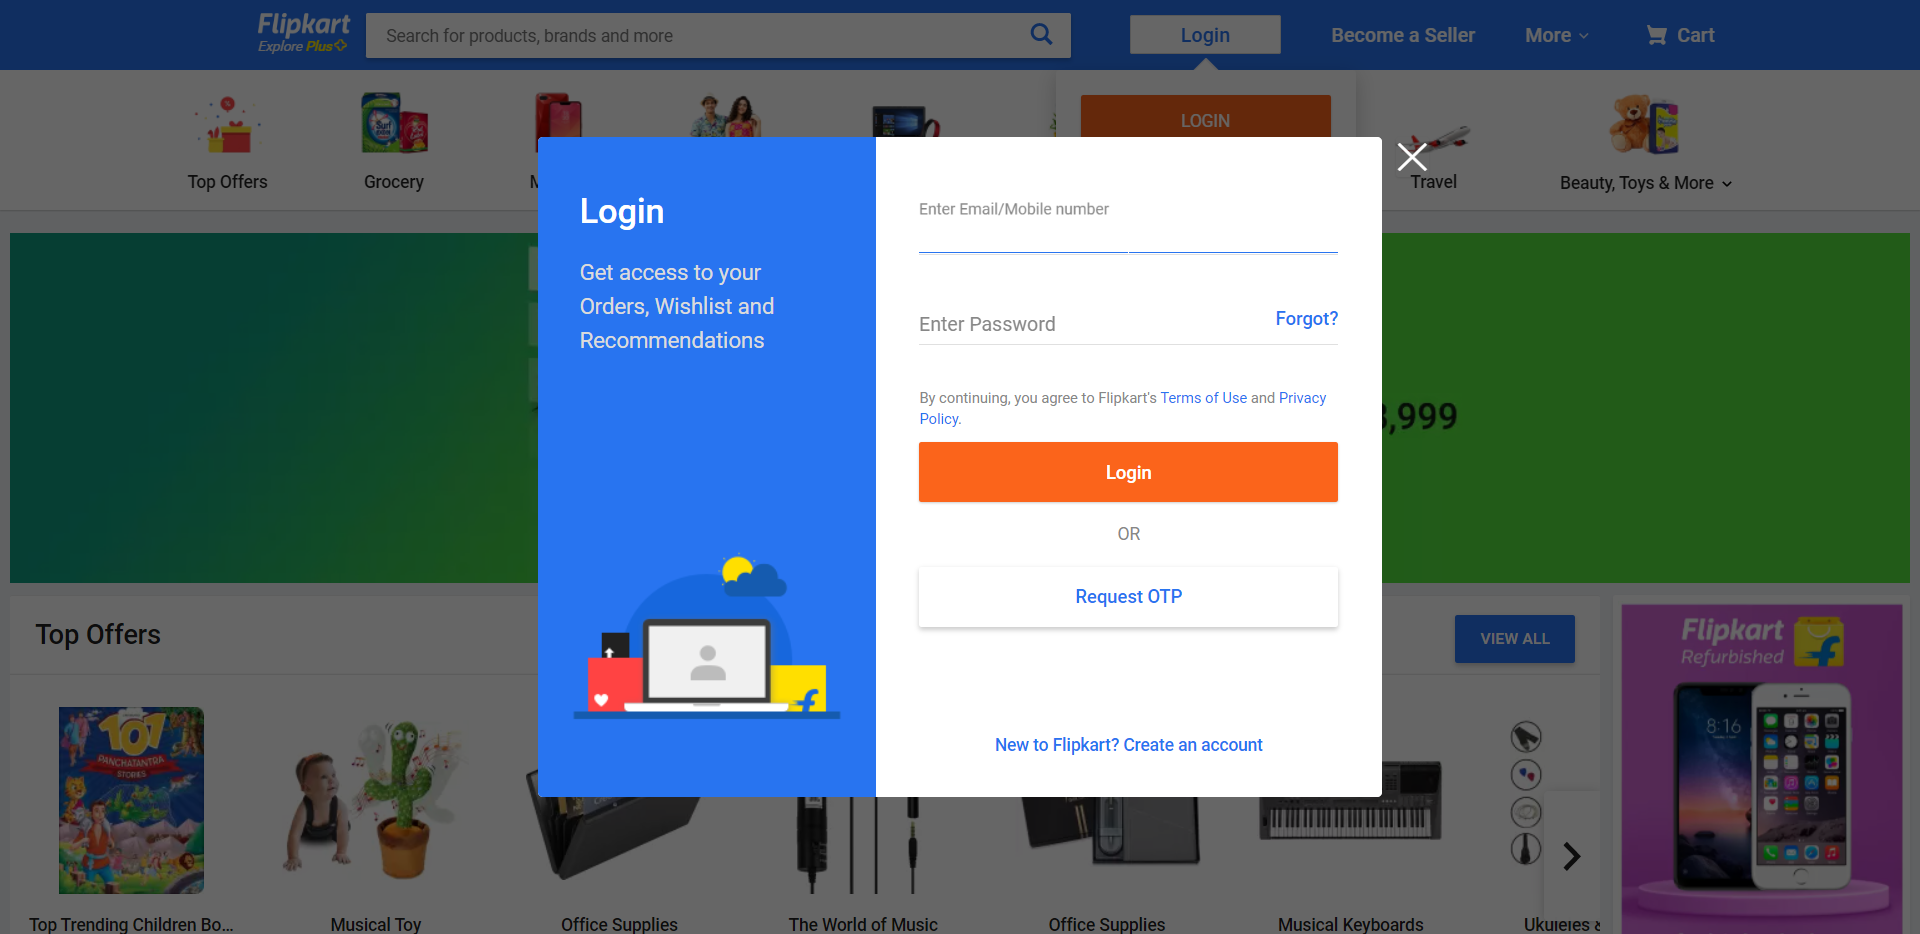 Flipkart
Explore Plus
Search for products, brands and more
Login
Become a Seller
More
Cart
LOGIN
Top Offers
Grocery
Travel
Beauty, Toys & More
Login
Get access to your
Orders, Wishlist and
Recommendations
Enter Email/Mobile number
Enter Password
Forgot?
By continuing, you agree to Flipkart's Terms of Use and Privacy
Policy.
Login
OR
Request OTP
New to Flipkart? Create an account
,999
Top Offers
VIEW ALL
Flipkart
Refurbished
8:16
101
PANCHATANTRA
STORIES
Top Trending Children Bo...
Musical Toy
Office Supplies
The World of Music
Office Supplies
Musical Keyboards
Ukuleles &